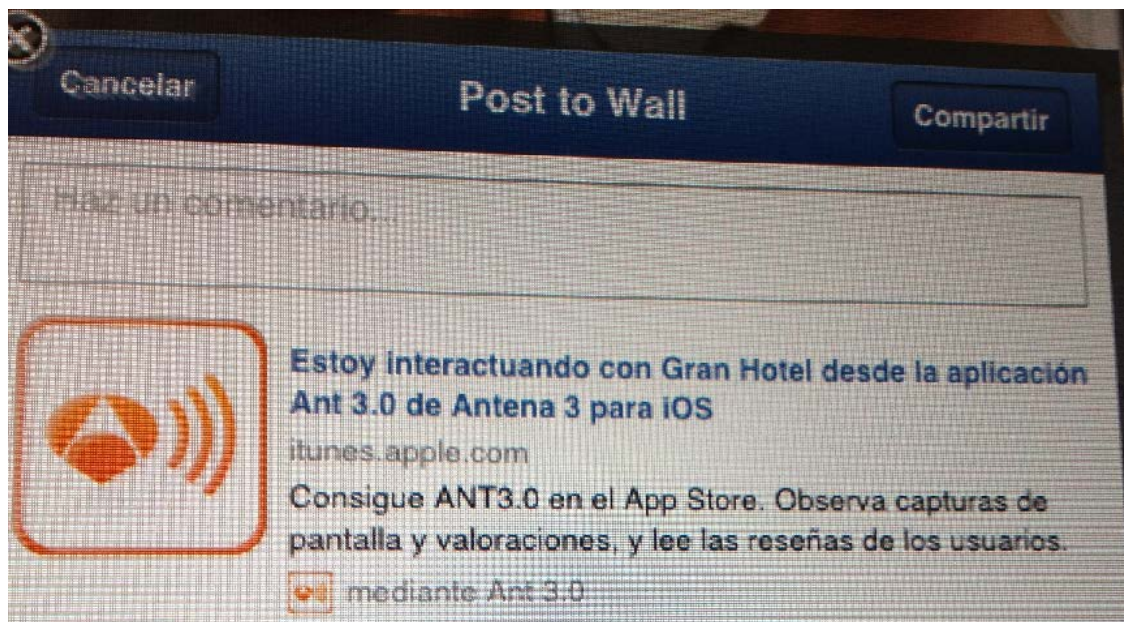 Cancelar
Post to Wall
Compartir
Haz un comentario...
Estoy interactuando con Gran Hotel desde la aplicación
Ant 3.0 de Antena 3 para iOS
itunes.apple.com
Consigue ANT3.0 en el App Store. Observa capturas de
pantalla y valoraciones, y lee las reseñas de los usuarios.
mediante Ant 3.0